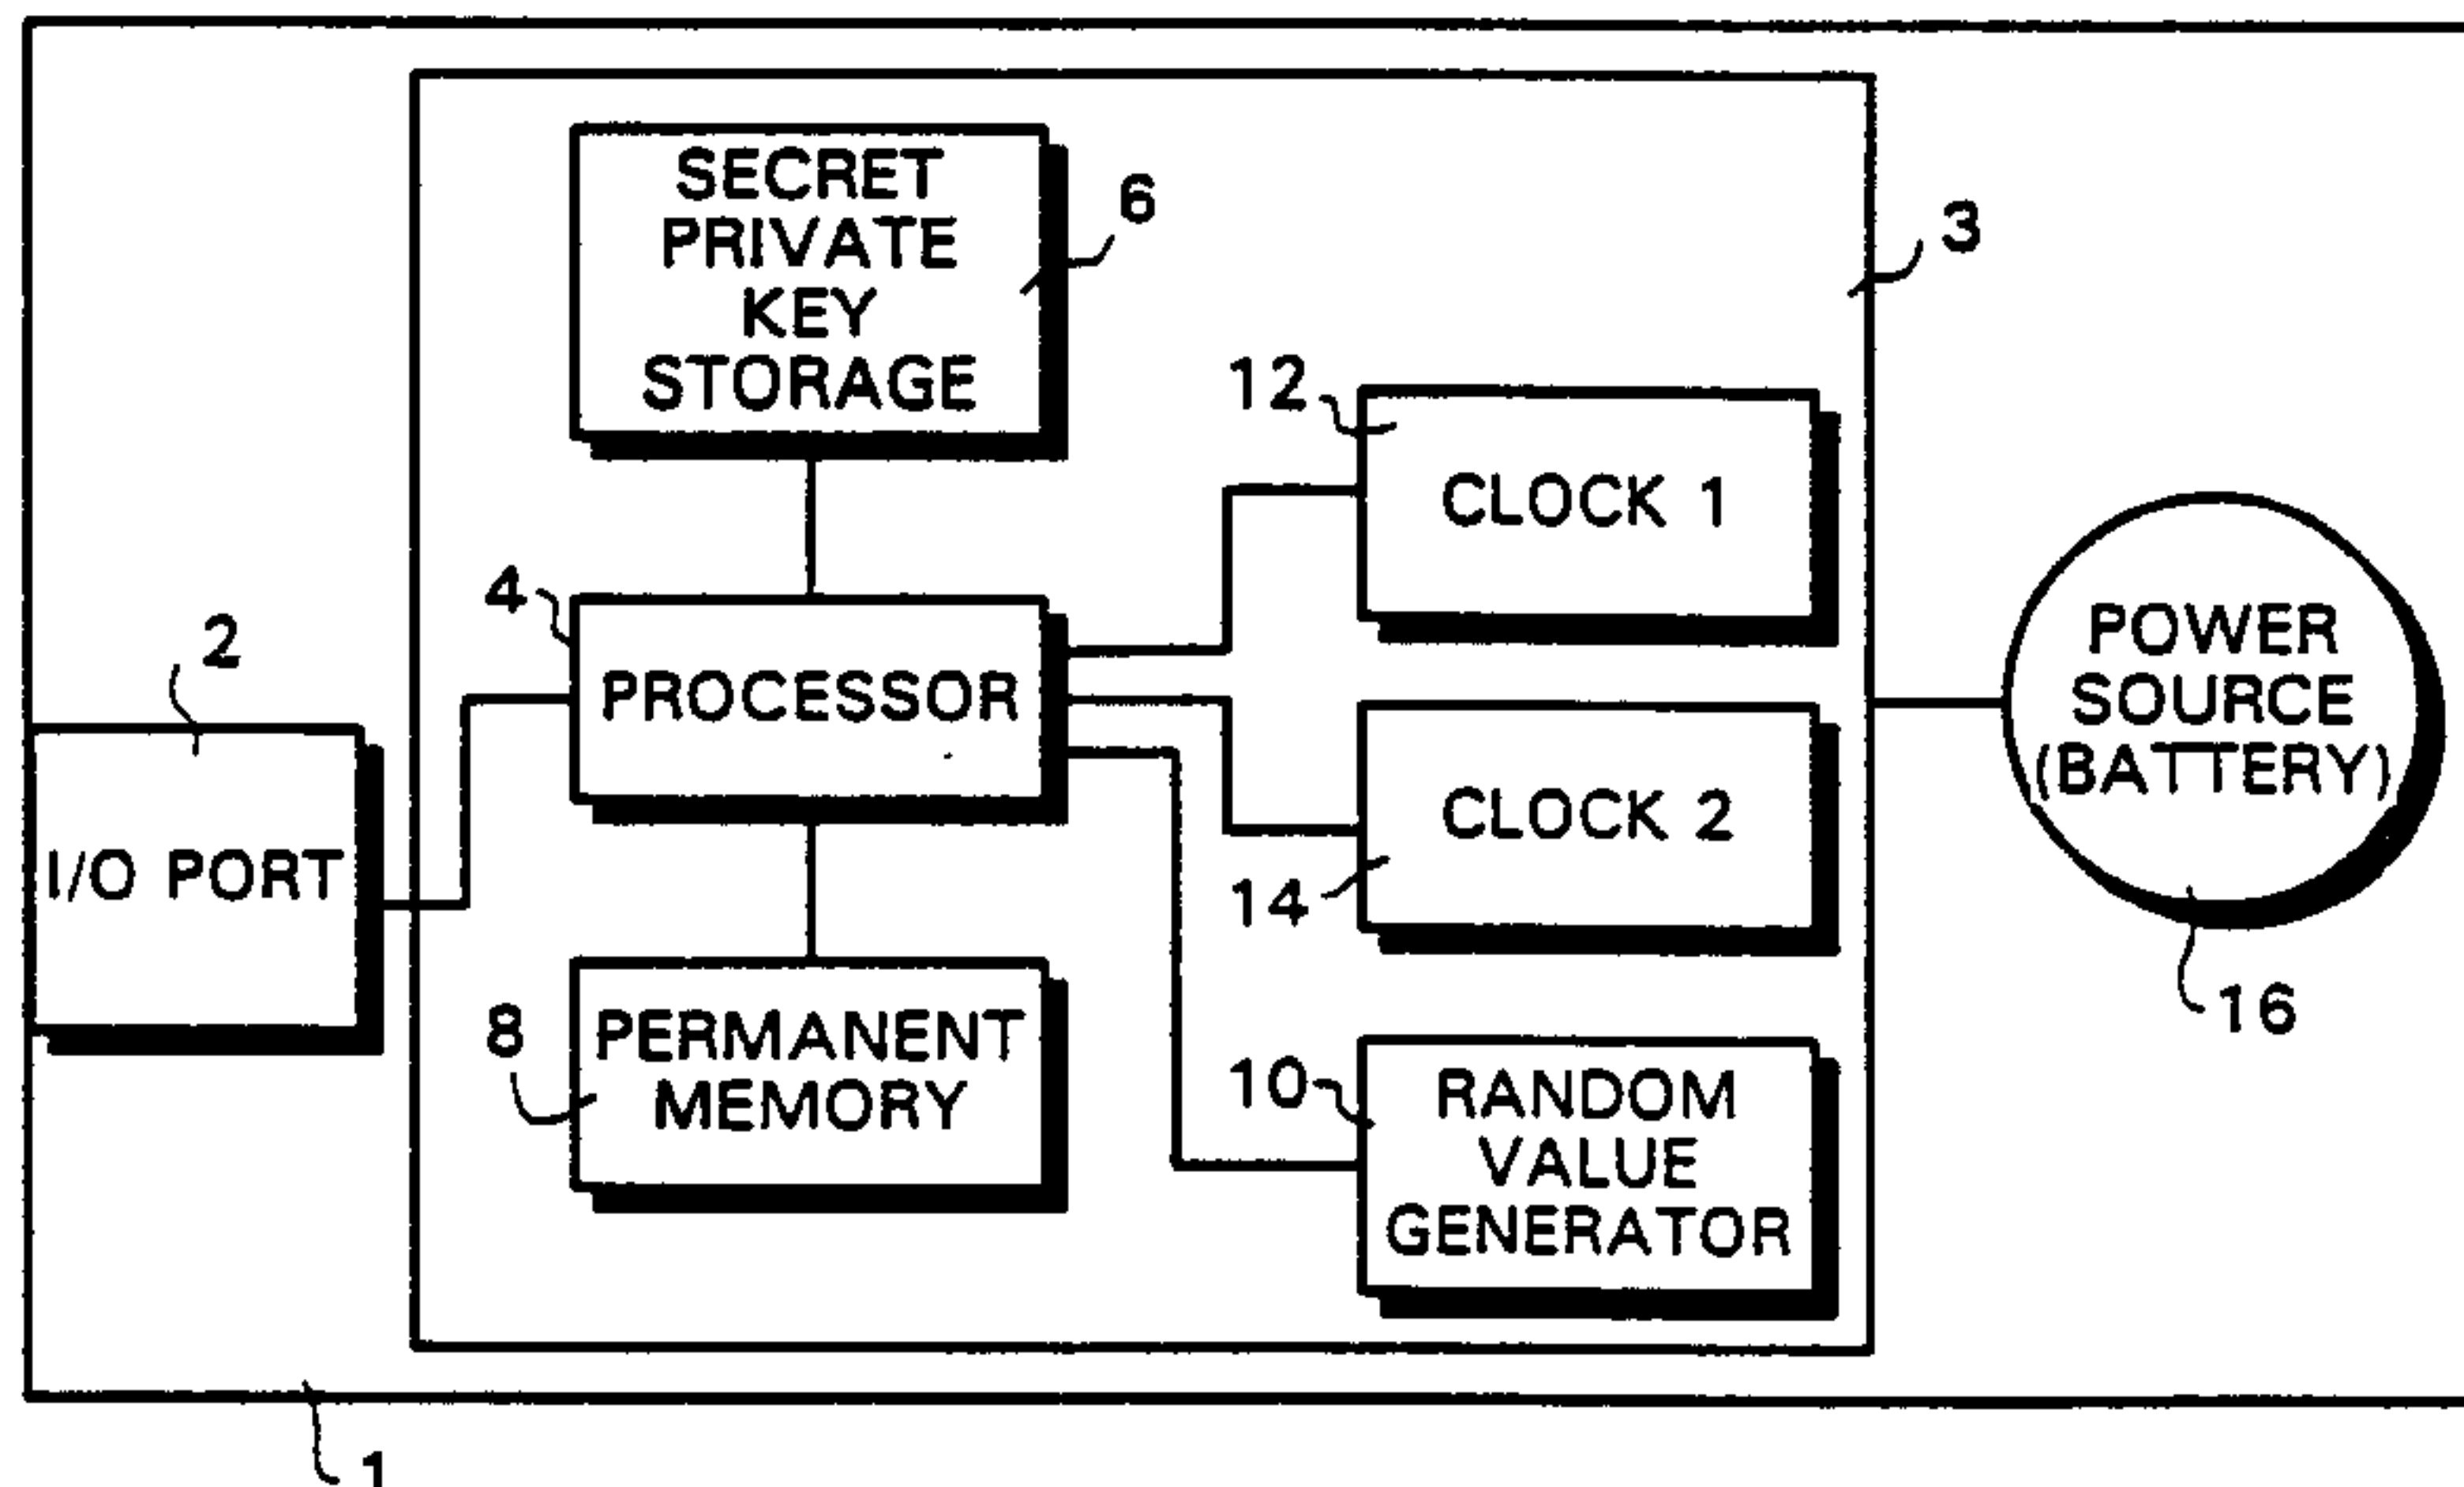 SECRET
PRIVATE
KEY
STORAGE
6
3
12
CLOCK 1
4
PROCESSOR
2
I/O PORT
CLOCK 2
14
POWER
SOURCE
(BATTERY)
16
8
PERMANENT
MEMORY
10
RANDOM
VALUE
GENERATOR
1